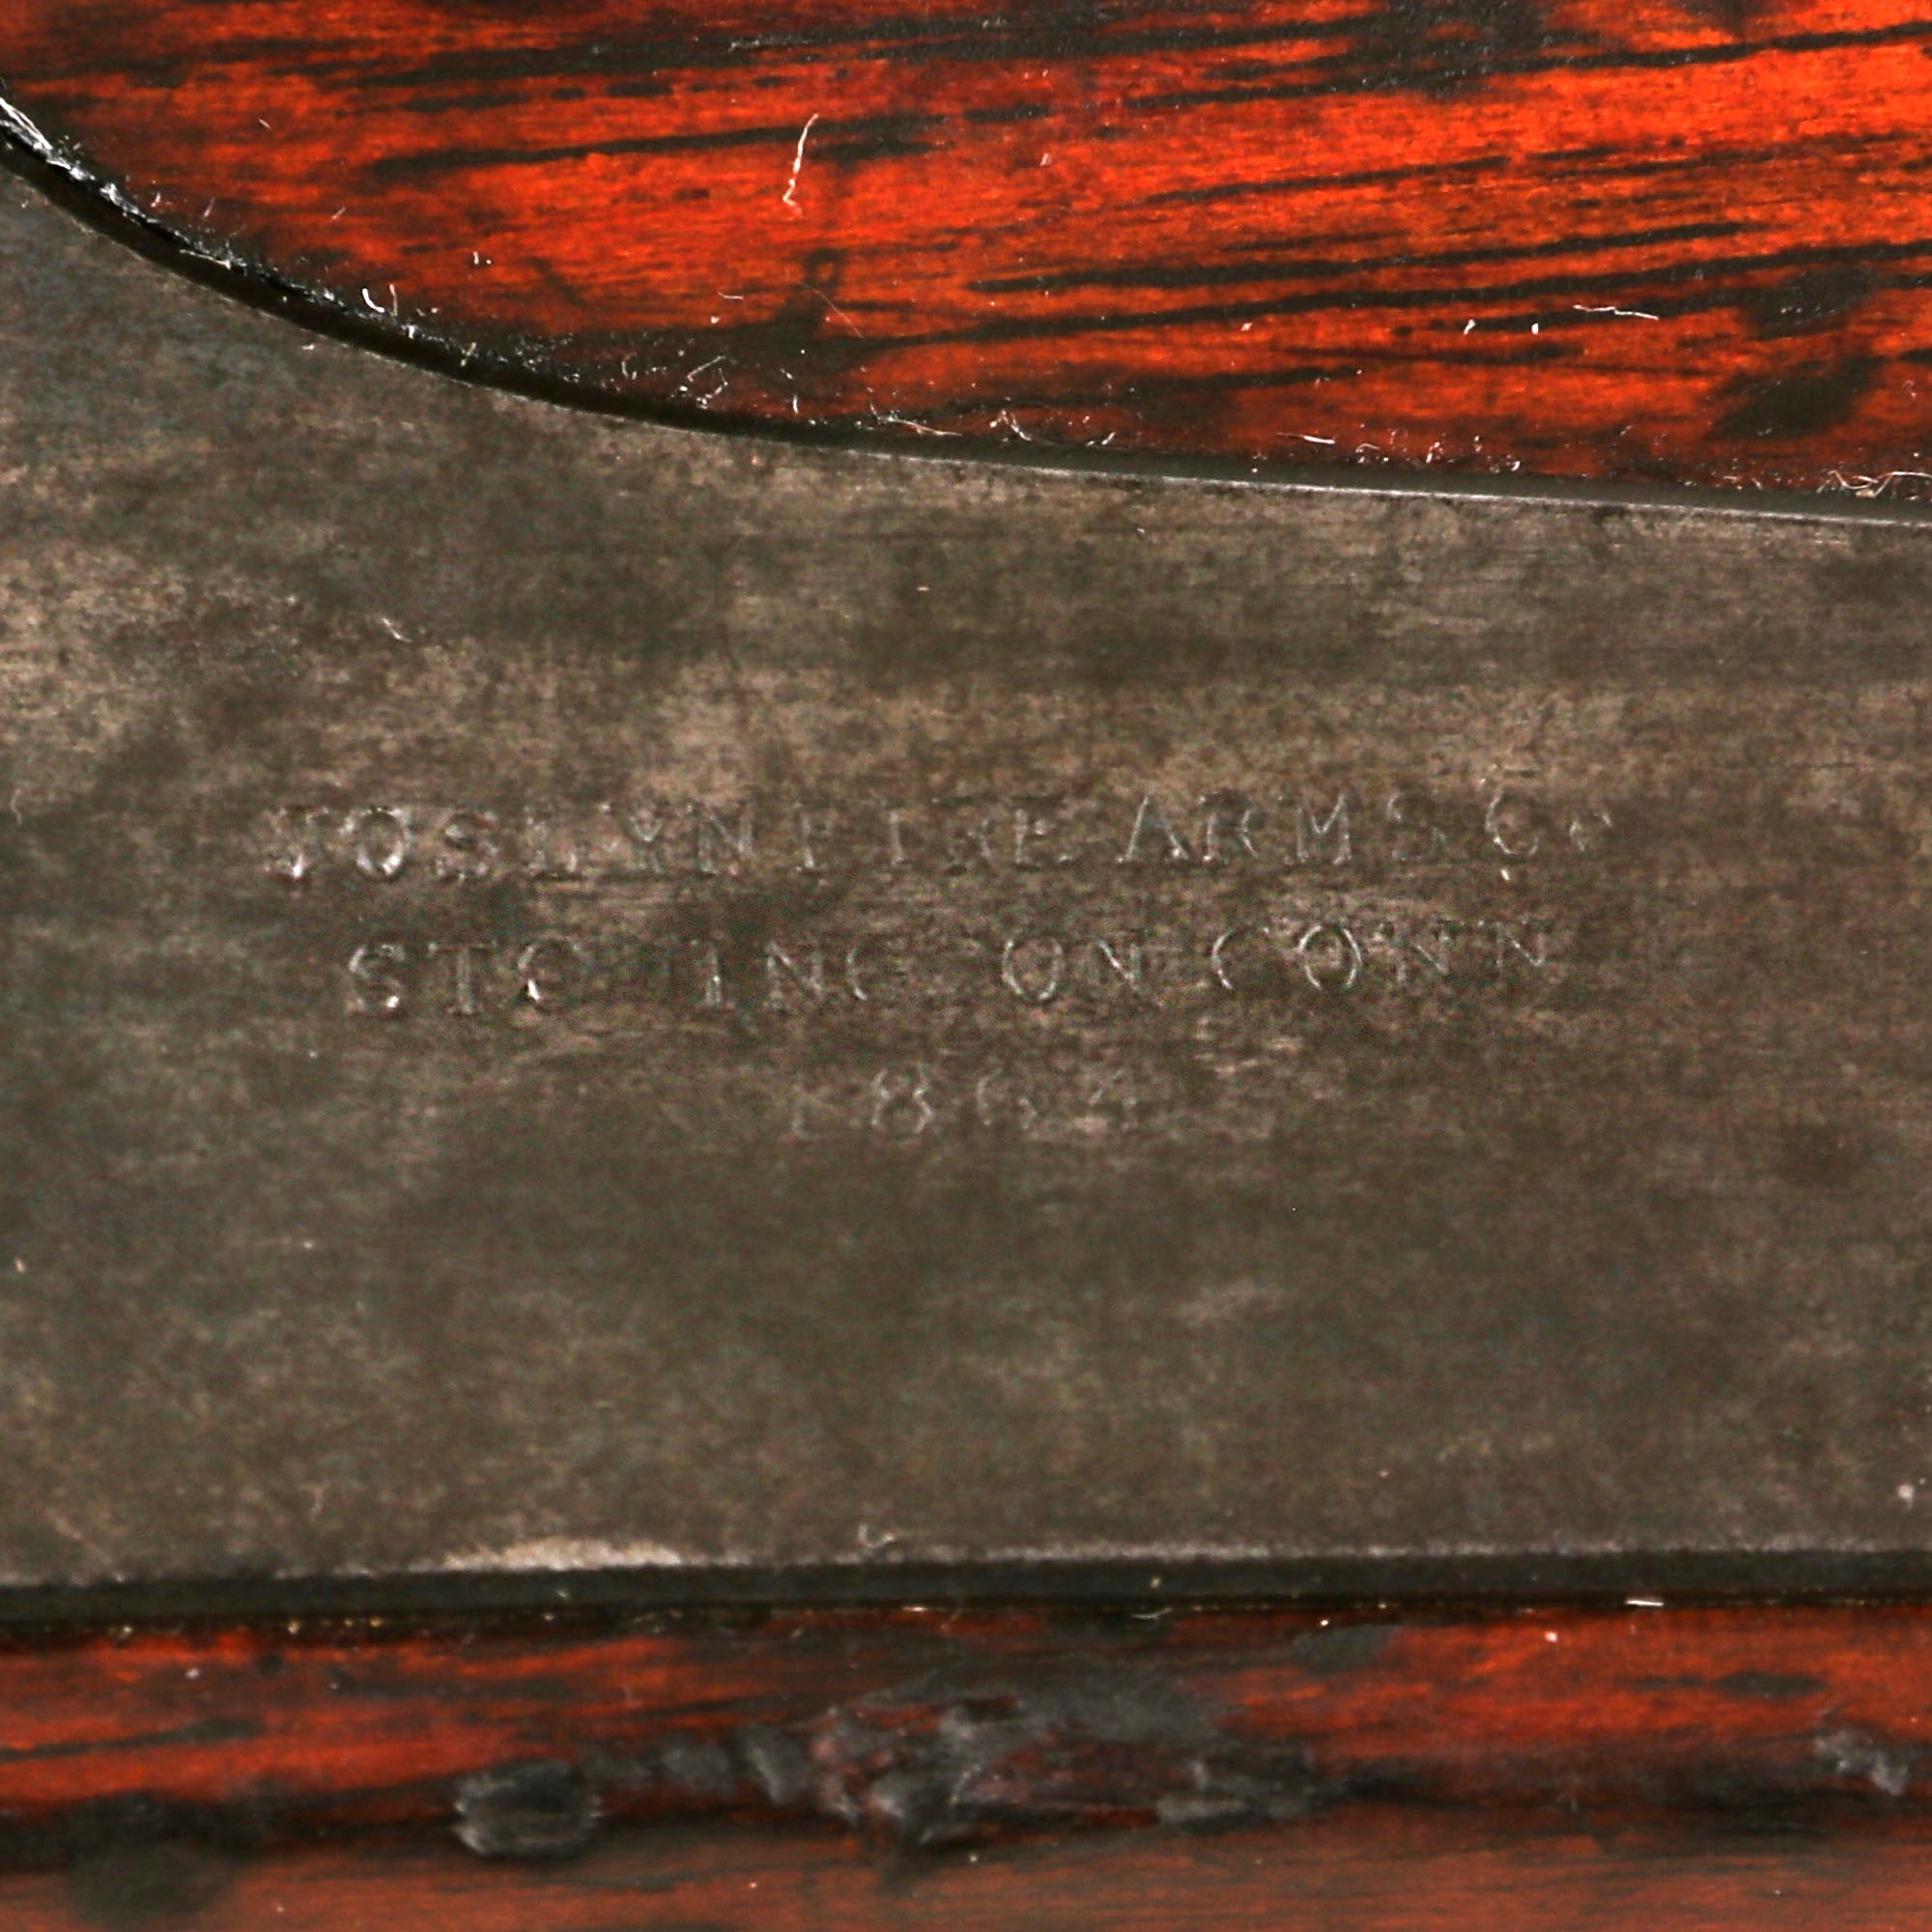 JOSLYN FIRE ARMS Co
STONINGTON CONN
1864